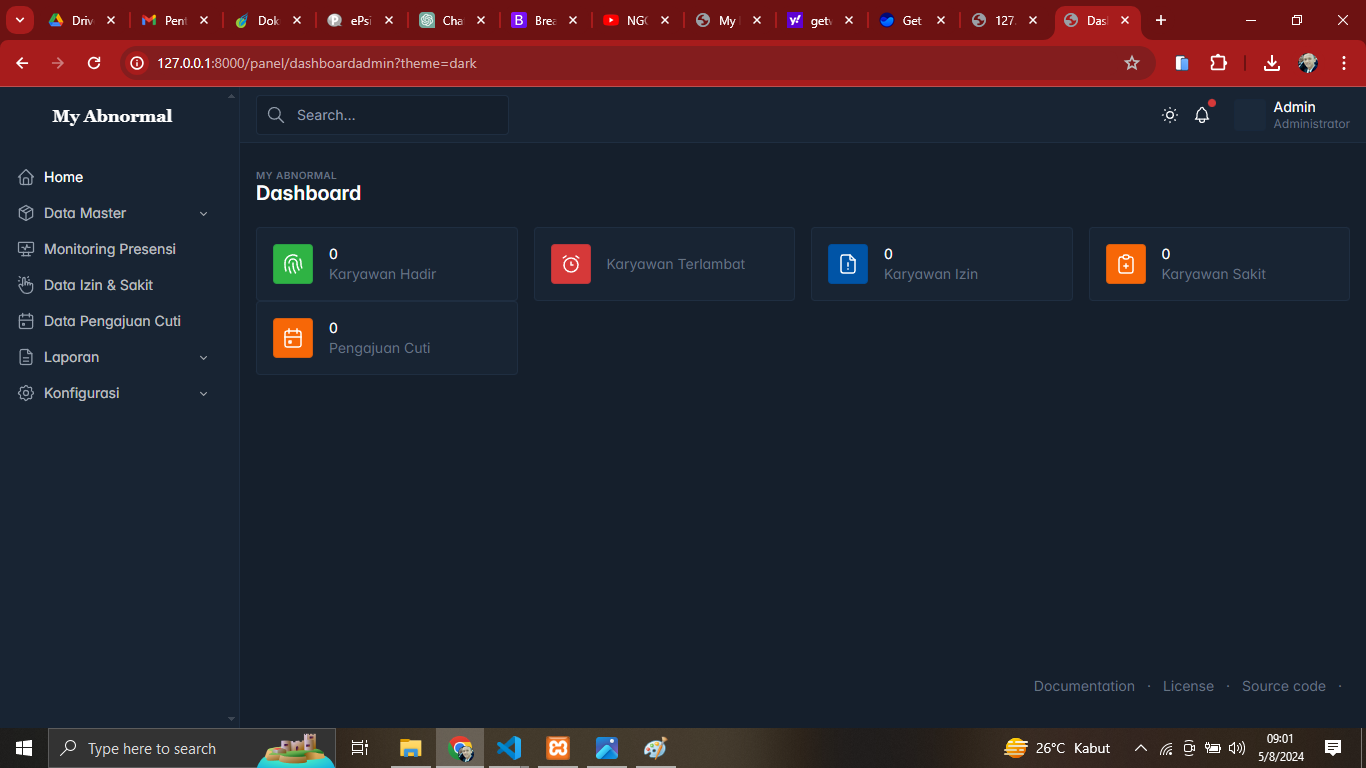 Driv
Pent
Dok
ePsi
Cha
Brea
NGO
My
getv
Get
127.
Das
127.0.0.1:8000/panel/dashboardadmin?theme=dark
My Abnormal
Search...
Admin
Administrator
Home
Data Master
Monitoring Presensi
Data Izin & Sakit
Data Pengajuan Cuti
Laporan
Konfigurasi
MY ABNORMAL
Dashboard
0
Karyawan Hadir
Karyawan Terlambat
0
Karyawan Izin
0
Karyawan Sakit
0
Pengajuan Cuti
Documentation · License · Source code ·
Type here to search
26°C Kabut
09:01
5/8/2024